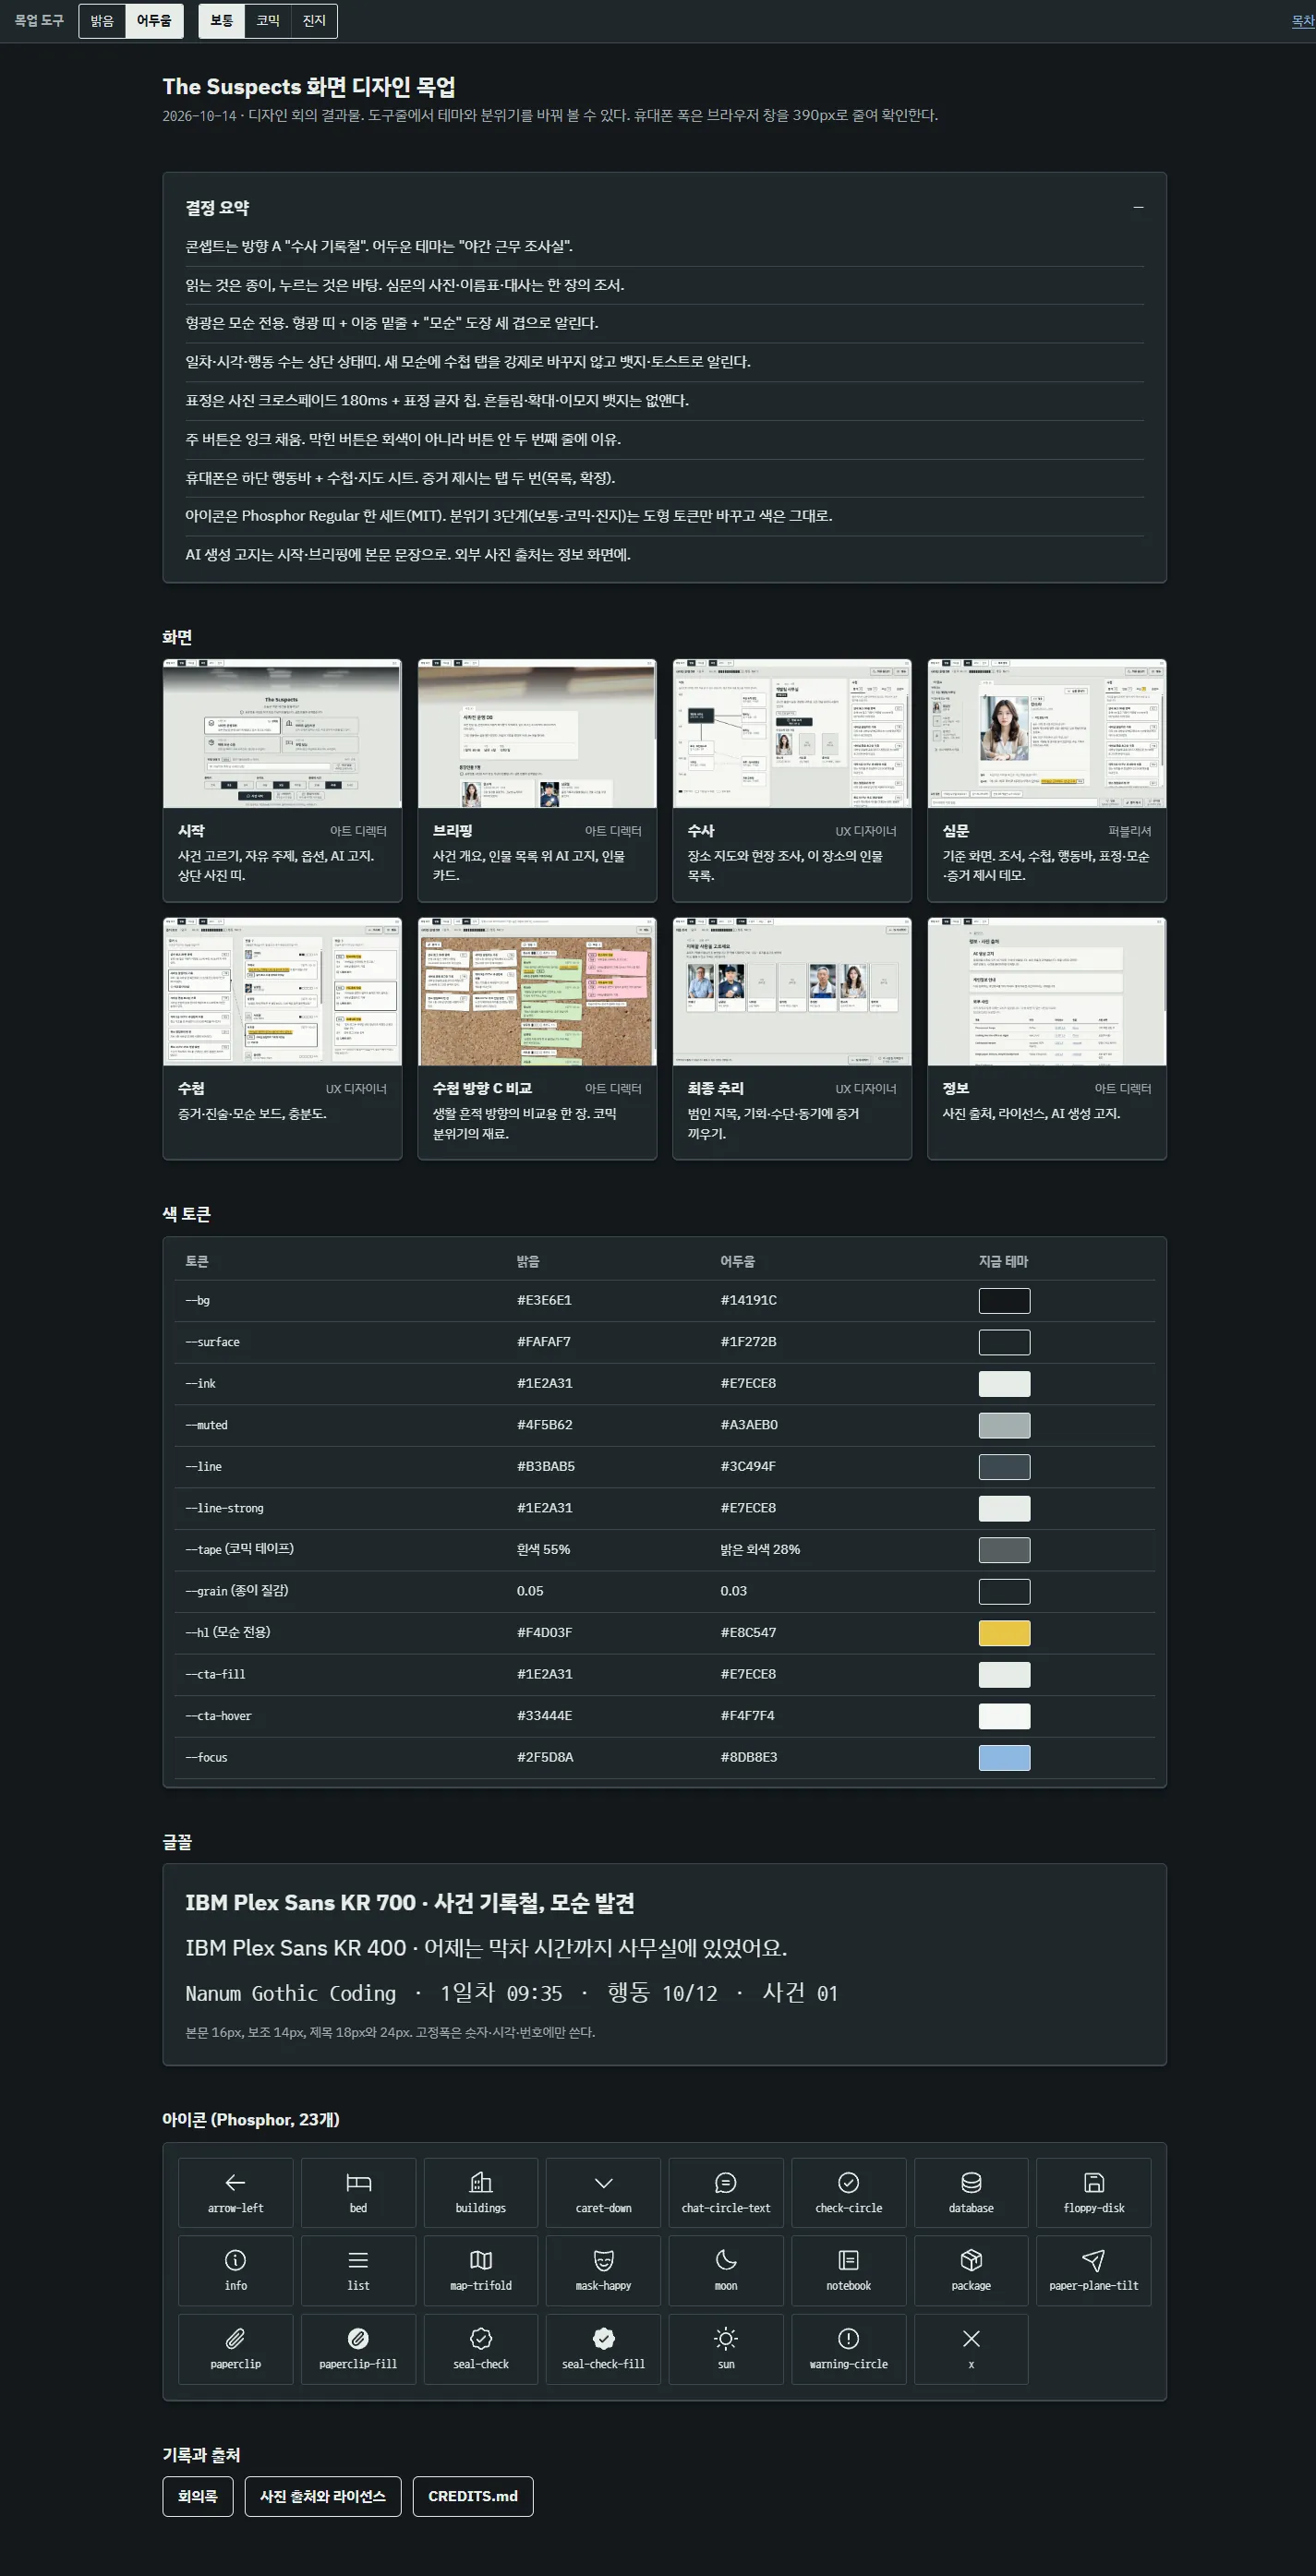 목업 도구
밝음 어두움
보통 코믹 진지
목차
The Suspects 화면 디자인 목업
2026-10-14 · 디자인 회의 결과물. 도구줄에서 테마와 분위기를 바꿔 볼 수 있다. 휴대폰 폭은 브라우저 창을 390px로 줄여 확인한다.
결정 요약
콘셉트는 방향 A "수사 기록철". 어두운 테마는 "야간 근무 조사실".
읽는 것은 종이, 누르는 것은 바탕. 심문의 사진·이름표·대사는 한 장의 조서.
형광은 모순 전용. 형광 띠 + 이중 밑줄 + "모순" 도장 세 겹으로 알린다.
일차·시각·행동 수는 상단 상태띠. 새 모순에 수첩 탭을 강제로 바꾸지 않고 뱃지·토스트로 알린다.
표정은 사진 크로스페이드 180ms + 표정 글자 칩. 흔들림·확대·이모지 뱃지는 없앤다.
주 버튼은 잉크 채움. 막힌 버튼은 회색이 아니라 버튼 안 두 번째 줄에 이유.
휴대폰은 하단 행동바 + 수첩·지도 시트. 증거 제시는 탭 두 번(목록, 확정).
아이콘은 Phosphor Regular 한 세트(MIT). 분위기 3단계(보통·코믹·진지)는 도형 토큰만 바꾸고 색은 그대로.
AI 생성 고지는 시작·브리핑에 본문 문장으로. 외부 사진 출처는 정보 화면에.
화면
The Suspects
시작 아트 디렉터
사건 고르기, 자유 주제, 옵션, AI 고지.
상단 사진 띠.
브리핑 아트 디렉터
사건 개요, 인물 목록 위 AI 고지, 인물
카드.
수사 UX 디자이너
장소 지도와 현장 조사, 이 장소의 인물
목록.
심문 퍼블리셔
기준 화면. 조서, 수첩, 행동바, 표정·모순
·증거 제시 데모.
수첩 UX 디자이너
증거·진술·모순 보드, 충분도.
수첩 방향 C 비교 아트 디렉터
생활 흔적 방향의 비교용 한 장. 코믹
분위기의 재료.
최종 추리 UX 디자이너
범인 지목, 기회·수단·동기에 증거
끼우기.
정보 아트 디렉터
사진 출처, 라이선스, AI 생성 고지.
색 토큰
토큰 밝음 어두움 지금 테마
--bg #E3E6E1 #14191C
--surface #FAFAF7 #1F272B
--ink #1E2A31 #E7ECE8
--muted #4F5B62 #A3AEB0
--line #B3BAB5 #3C494F
--line-strong #1E2A31 #E7ECE8
--tape (코믹 테이프) 흰색 55% 밝은 회색 28%
--grain (종이 질감) 0.05 0.03
--hl (모순 전용) #F4D03F #E8C547
--cta-fill #1E2A31 #E7ECE8
--cta-hover #33444E #F4F7F4
--focus #2F5D8A #8DB8E3
글꼴
IBM Plex Sans KR 700 · 사건 기록철, 모순 발견
IBM Plex Sans KR 400 · 어제는 막차 시간까지 사무실에 있었어요.
Nanum Gothic Coding · 1일차 09:35 · 행동 10/12 · 사건 01
본문 16px, 보조 14px, 제목 18px와 24px. 고정폭은 숫자·시각·번호에만 쓴다.
아이콘 (Phosphor, 23개)
arrow-left bed buildings caret-down chat-circle-text check-circle database floppy-disk
info list map-trifold mask-happy moon notebook package paper-plane-tilt
paperclip paperclip-fill seal-check seal-check-fill sun warning-circle x
기록과 출처
회의록 사진 출처와 라이선스 CREDITS.md